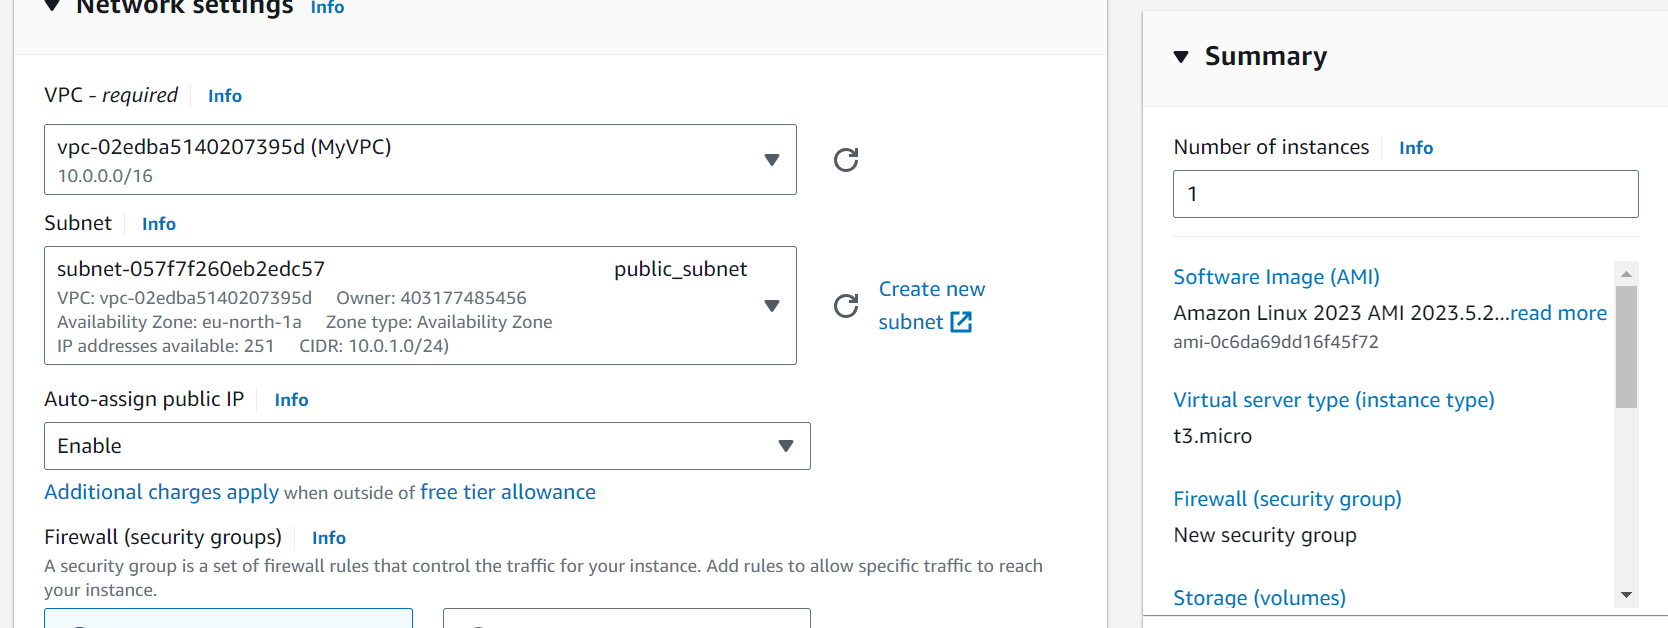 Network settings Info
VPC - required Info
vpc-02edba5140207395d (MyVPC)
10.0.0.0/16
Subnet Info
subnet-057f7f260eb2edc57 public_subnet
VPC: vpc-02edba5140207395d Owner: 403177485456
Availability Zone: eu-north-1a Zone type: Availability Zone
IP addresses available: 251 CIDR: 10.0.1.0/24)
Create new
subnet
Auto-assign public IP Info
Enable
Additional charges apply when outside of free tier allowance
Firewall (security groups) Info
A security group is a set of firewall rules that control the traffic for your instance. Add rules to allow specific traffic to reach
your instance.
Summary
Number of instances Info
1
Software Image (AMI)
Amazon Linux 2023 AMI 2023.5.2...read more
ami-0c6da69dd16f45f72
Virtual server type (instance type)
t3.micro
Firewall (security group)
New security group
Storage (volumes)